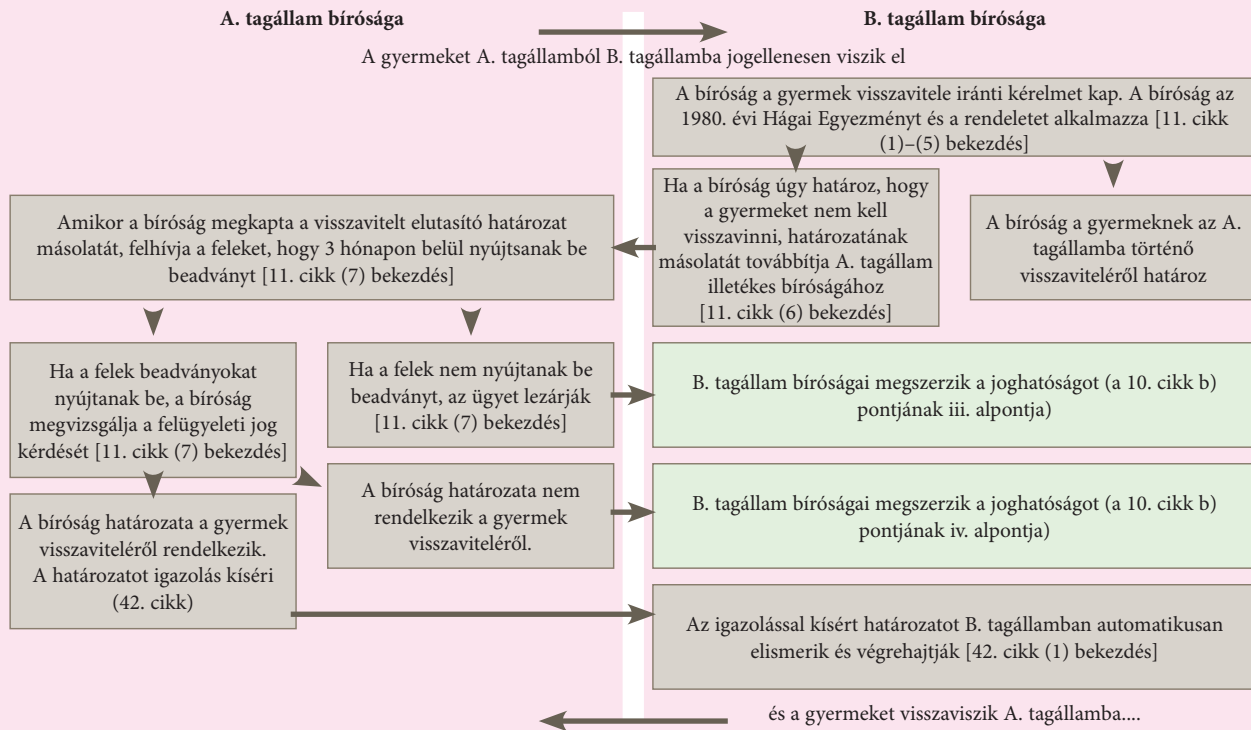 A. tagállam bírósága
B. tagállam bírósága
A gyermeket A. tagállamból B. tagállamba jogellenesen viszik el
A bíróság a gyermek visszavitele iránti kérelmet kap. A bíróság az
1980. évi Hágai Egyezményt és a rendeletet alkalmazza [11. cikk
(1)–(5) bekezdés]
Ha a bíróság úgy határoz, hogy
a gyermeket nem kell
visszavinni, határozatának
másolatát továbbítja A. tagállam
illetékes bíróságához
[11. cikk (6) bekezdés]
A bíróság a gyermeknek az A.
tagállamba történő
visszaviteléről határoz
Amikor a bíróság megkapta a visszavitelt elutasító határozat
másolatát, felhívja a feleket, hogy 3 hónapon belül nyújtsanak be
beadványt [11. cikk (7) bekezdés]
Ha a felek beadványokat
nyújtanak be, a bíróság
megvizsgálja a felügyeleti jog
kérdését [11. cikk (7) bekezdés]
Ha a felek nem nyújtanak be
beadványt, az ügyet lezárják
[11. cikk (7) bekezdés]
B. tagállam bíróságai megszerzik a joghatóságot (a 10. cikk b)
pontjának iii. alpontja)
A bíróság határozata nem
rendelkezik a gyermek
visszaviteléről.
B. tagállam bíróságai megszerzik a joghatóságot (a 10. cikk b)
pontjának iv. alpontja)
A bíróság határozata a gyermek
visszaviteléről rendelkezik.
A határozatot igazolás kíséri
(42. cikk)
Az igazolással kísért határozatot B. tagállamban automatikusan
elismerik és végrehajtják [42. cikk (1) bekezdés]
és a gyermeket visszaviszik A. tagállamba....